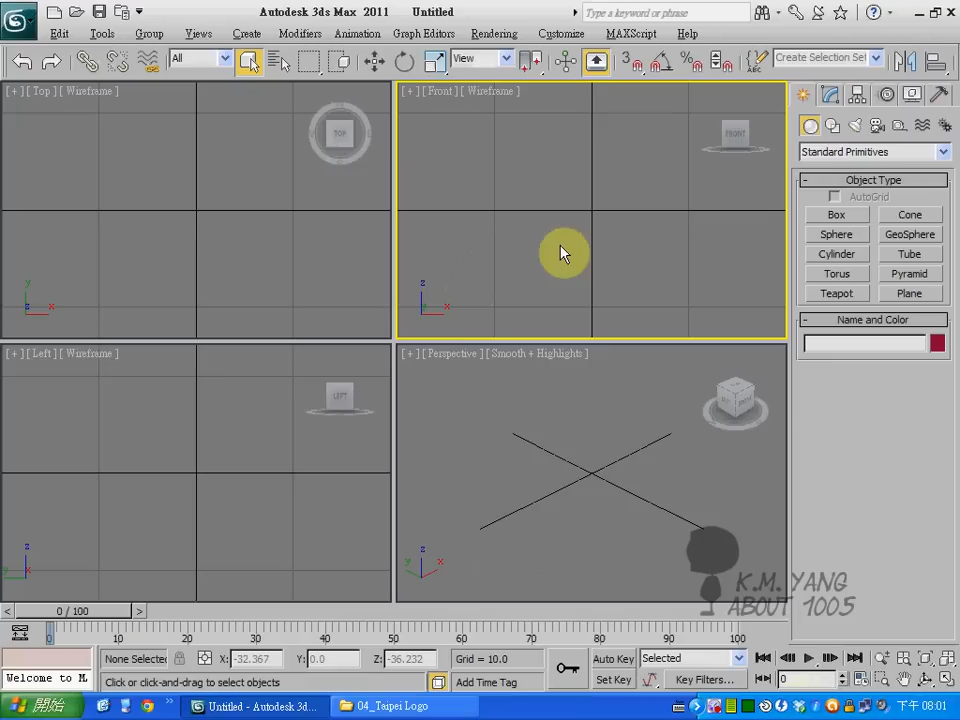 Autodesk 3ds Max 2011 Untitled
Type a keyword or phrase
Edit Tools Group Views Create Modifiers Animation Graph Editors Rendering Customize MAXScript Help
All View 3 Create Selection Set
[ + ] [ Top ] [ Wireframe ]
TOP
[ + ] [ Front ] [ Wireframe ]
FRONT
Standard Primitives
- Object Type
AutoGrid
Box Cone
Sphere GeoSphere
Cylinder Tube
Torus Pyramid
Teapot Plane
- Name and Color
y
z x
z
y x
[ + ] [ Left ] [ Wireframe ]
LEFT
[ + ] [ Perspective ] [ Smooth + Highlights ]
z
y x
z
y x
K.M. YANG
ABOUT 1005
< 0 / 100 >
0 10 20 30 40 50 60 70 80 90 100
None Selected X: -32.367 Y: 0.0 Z: -36.232 Grid = 10.0 Auto Key Selected
Welcome to M Click or click-and-drag to select objects Add Time Tag Set Key Key Filters... 0
開始 Untitled - Autodesk 3d... 04_Taipei Logo 下午 08:01